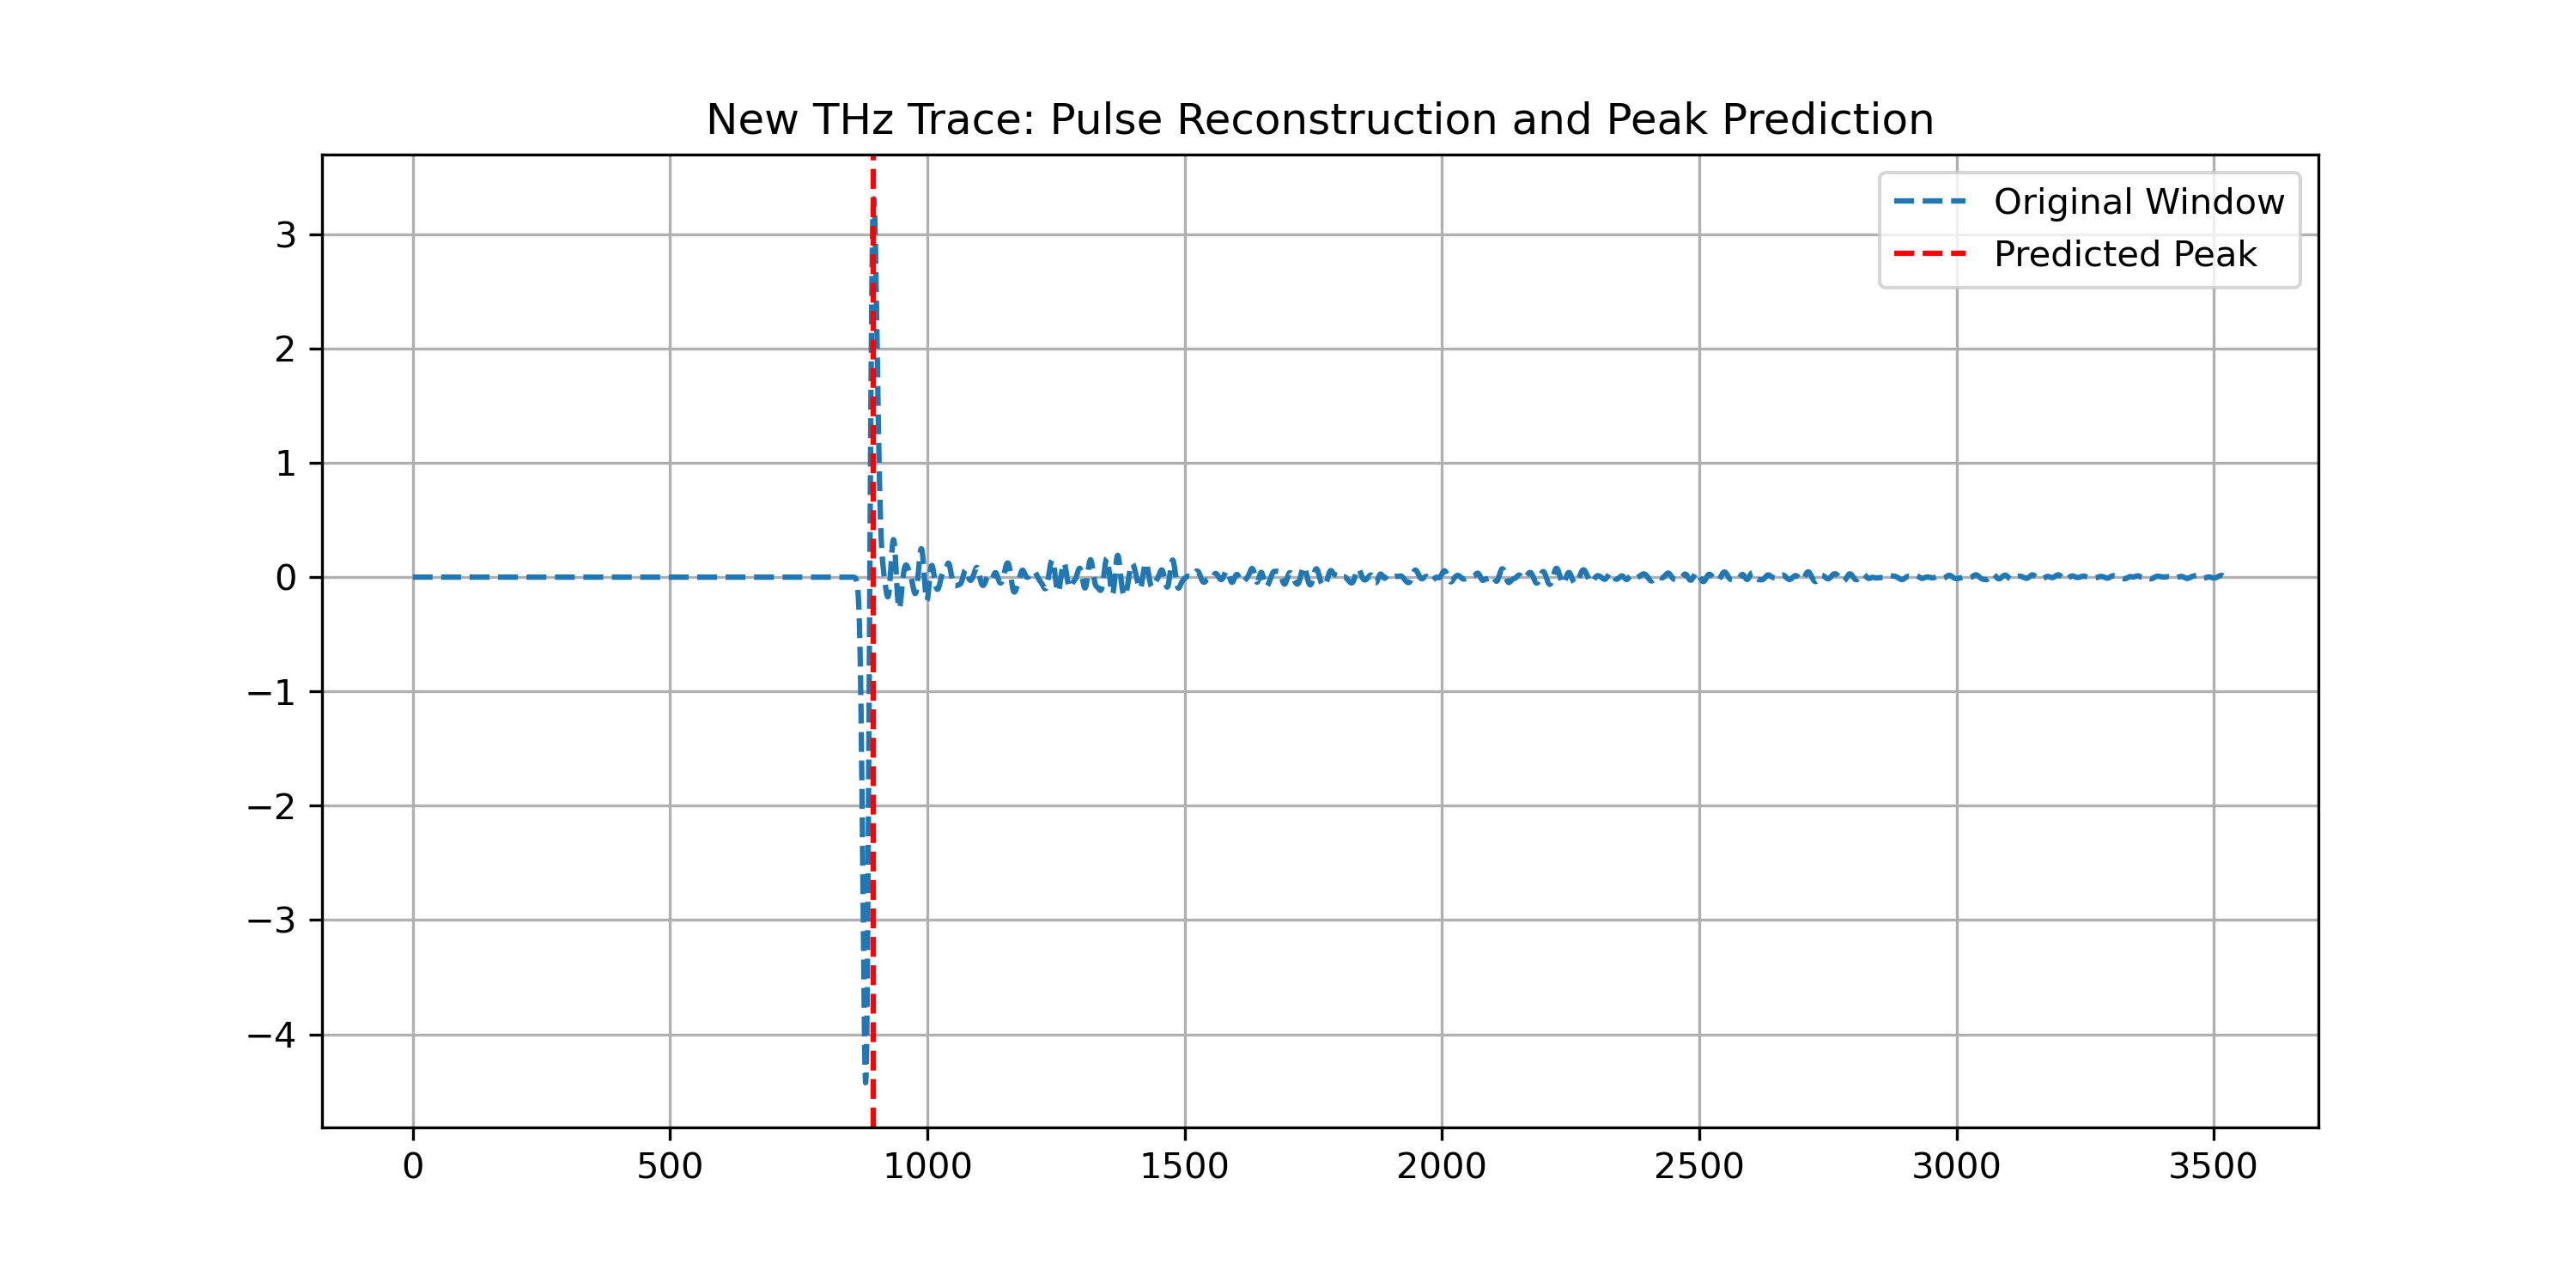 New THz Trace: Pulse Reconstruction and Peak Prediction
Original Window
Predicted Peak
3
2
1
0
−1
−2
−3
−4
0 500 1000 1500 2000 2500 3000 3500